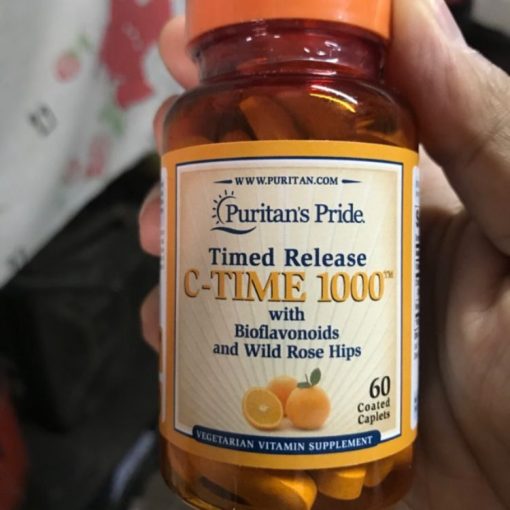 WWW.PURITAN.COM
Puritan's Pride.
Timed Release
C-TIME 1000™
with
Bioflavonoids
and Wild Rose Hips
60
Coated
Caplets
VEGETARIAN VITAMIN SUPPLEMENT